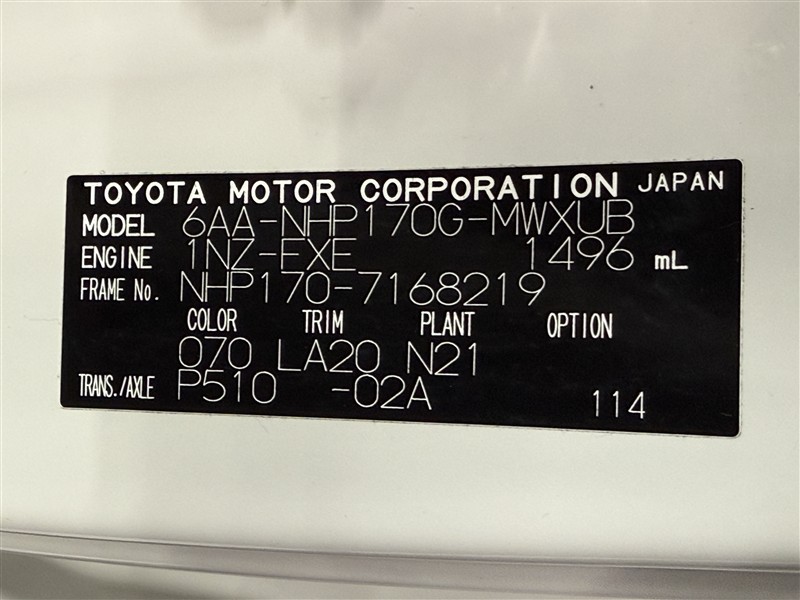 TOYOTA MOTOR CORPORATION JAPAN
MODEL 6AA-NHP170G-MWXUB
ENGINE 1NZ-FXE 1496 mL
FRAME No. NHP170-7168219
COLOR TRIM PLANT OPTION
070 LA20 N21
TRANS./AXLE P510 -02A 114